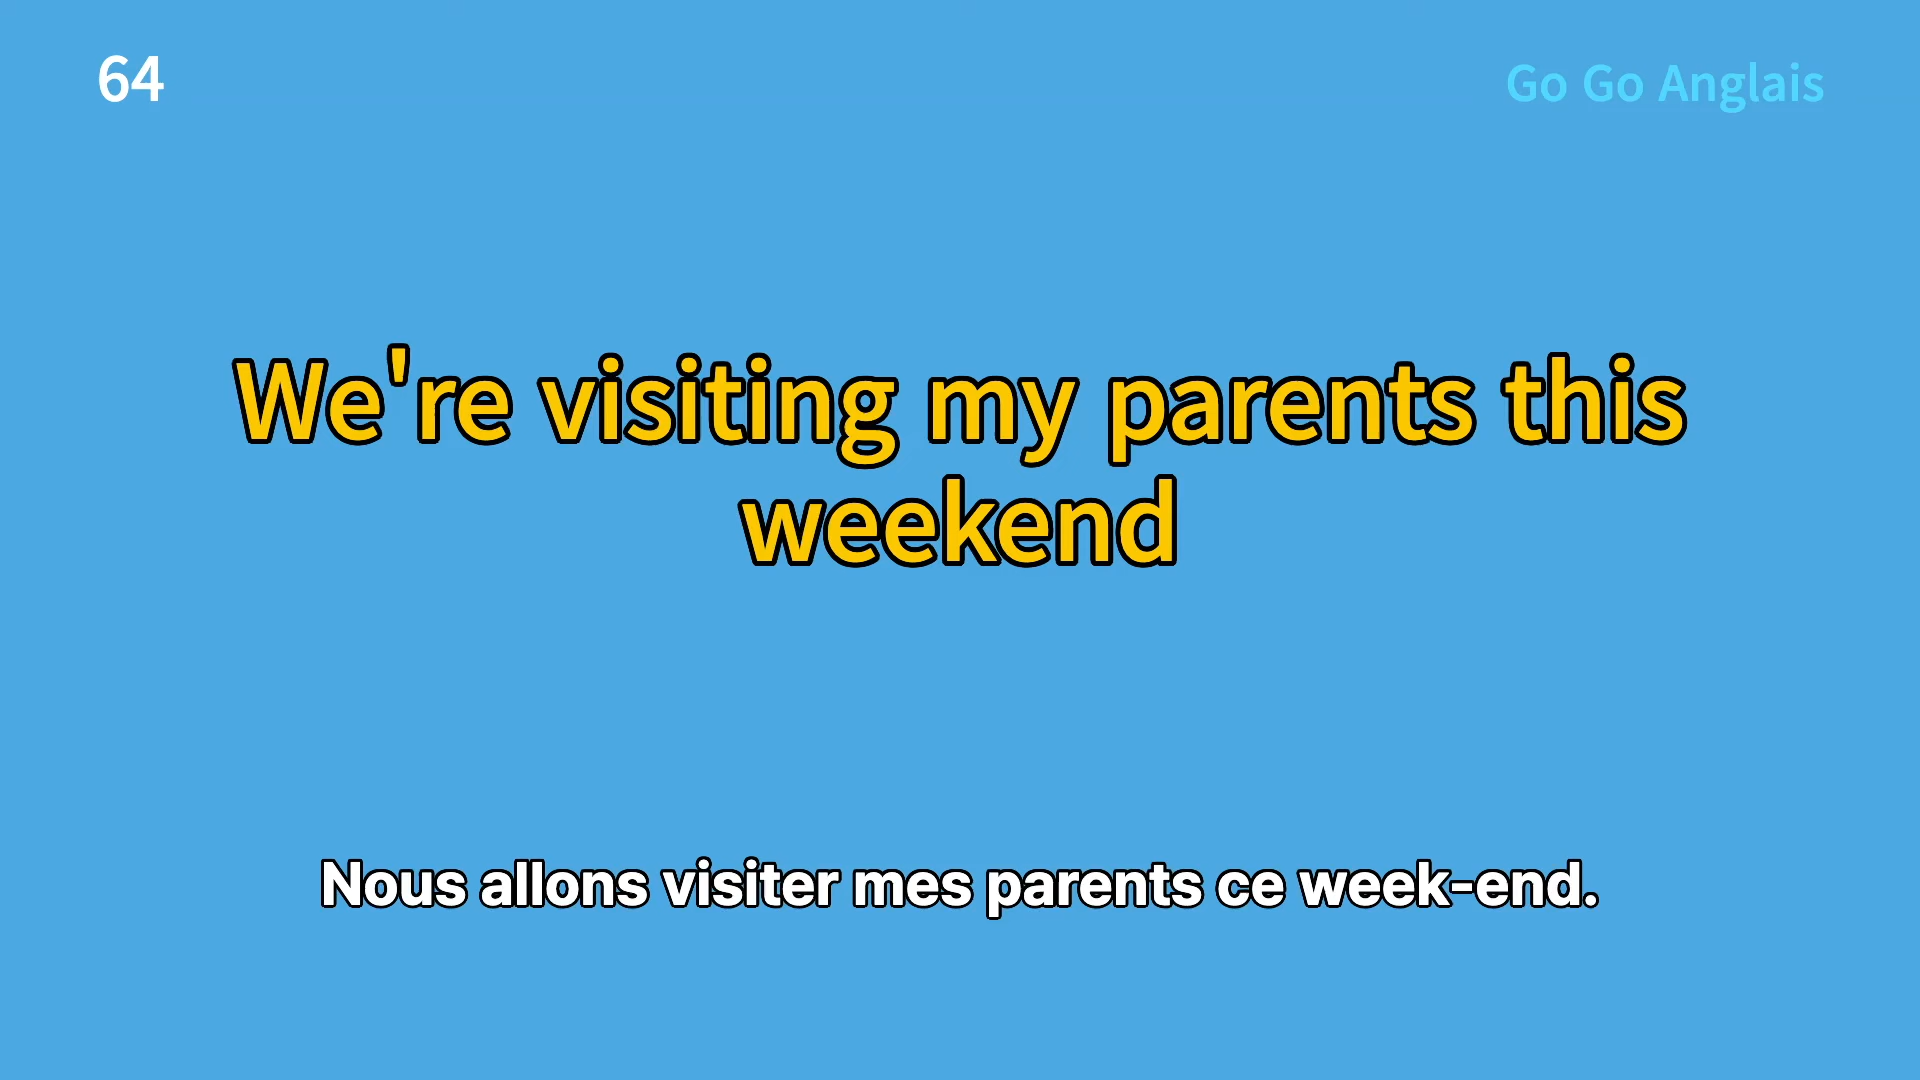 64
Go Go Anglais
We're visiting my parents this
weekend
Nous allons visiter mes parents ce week-end.